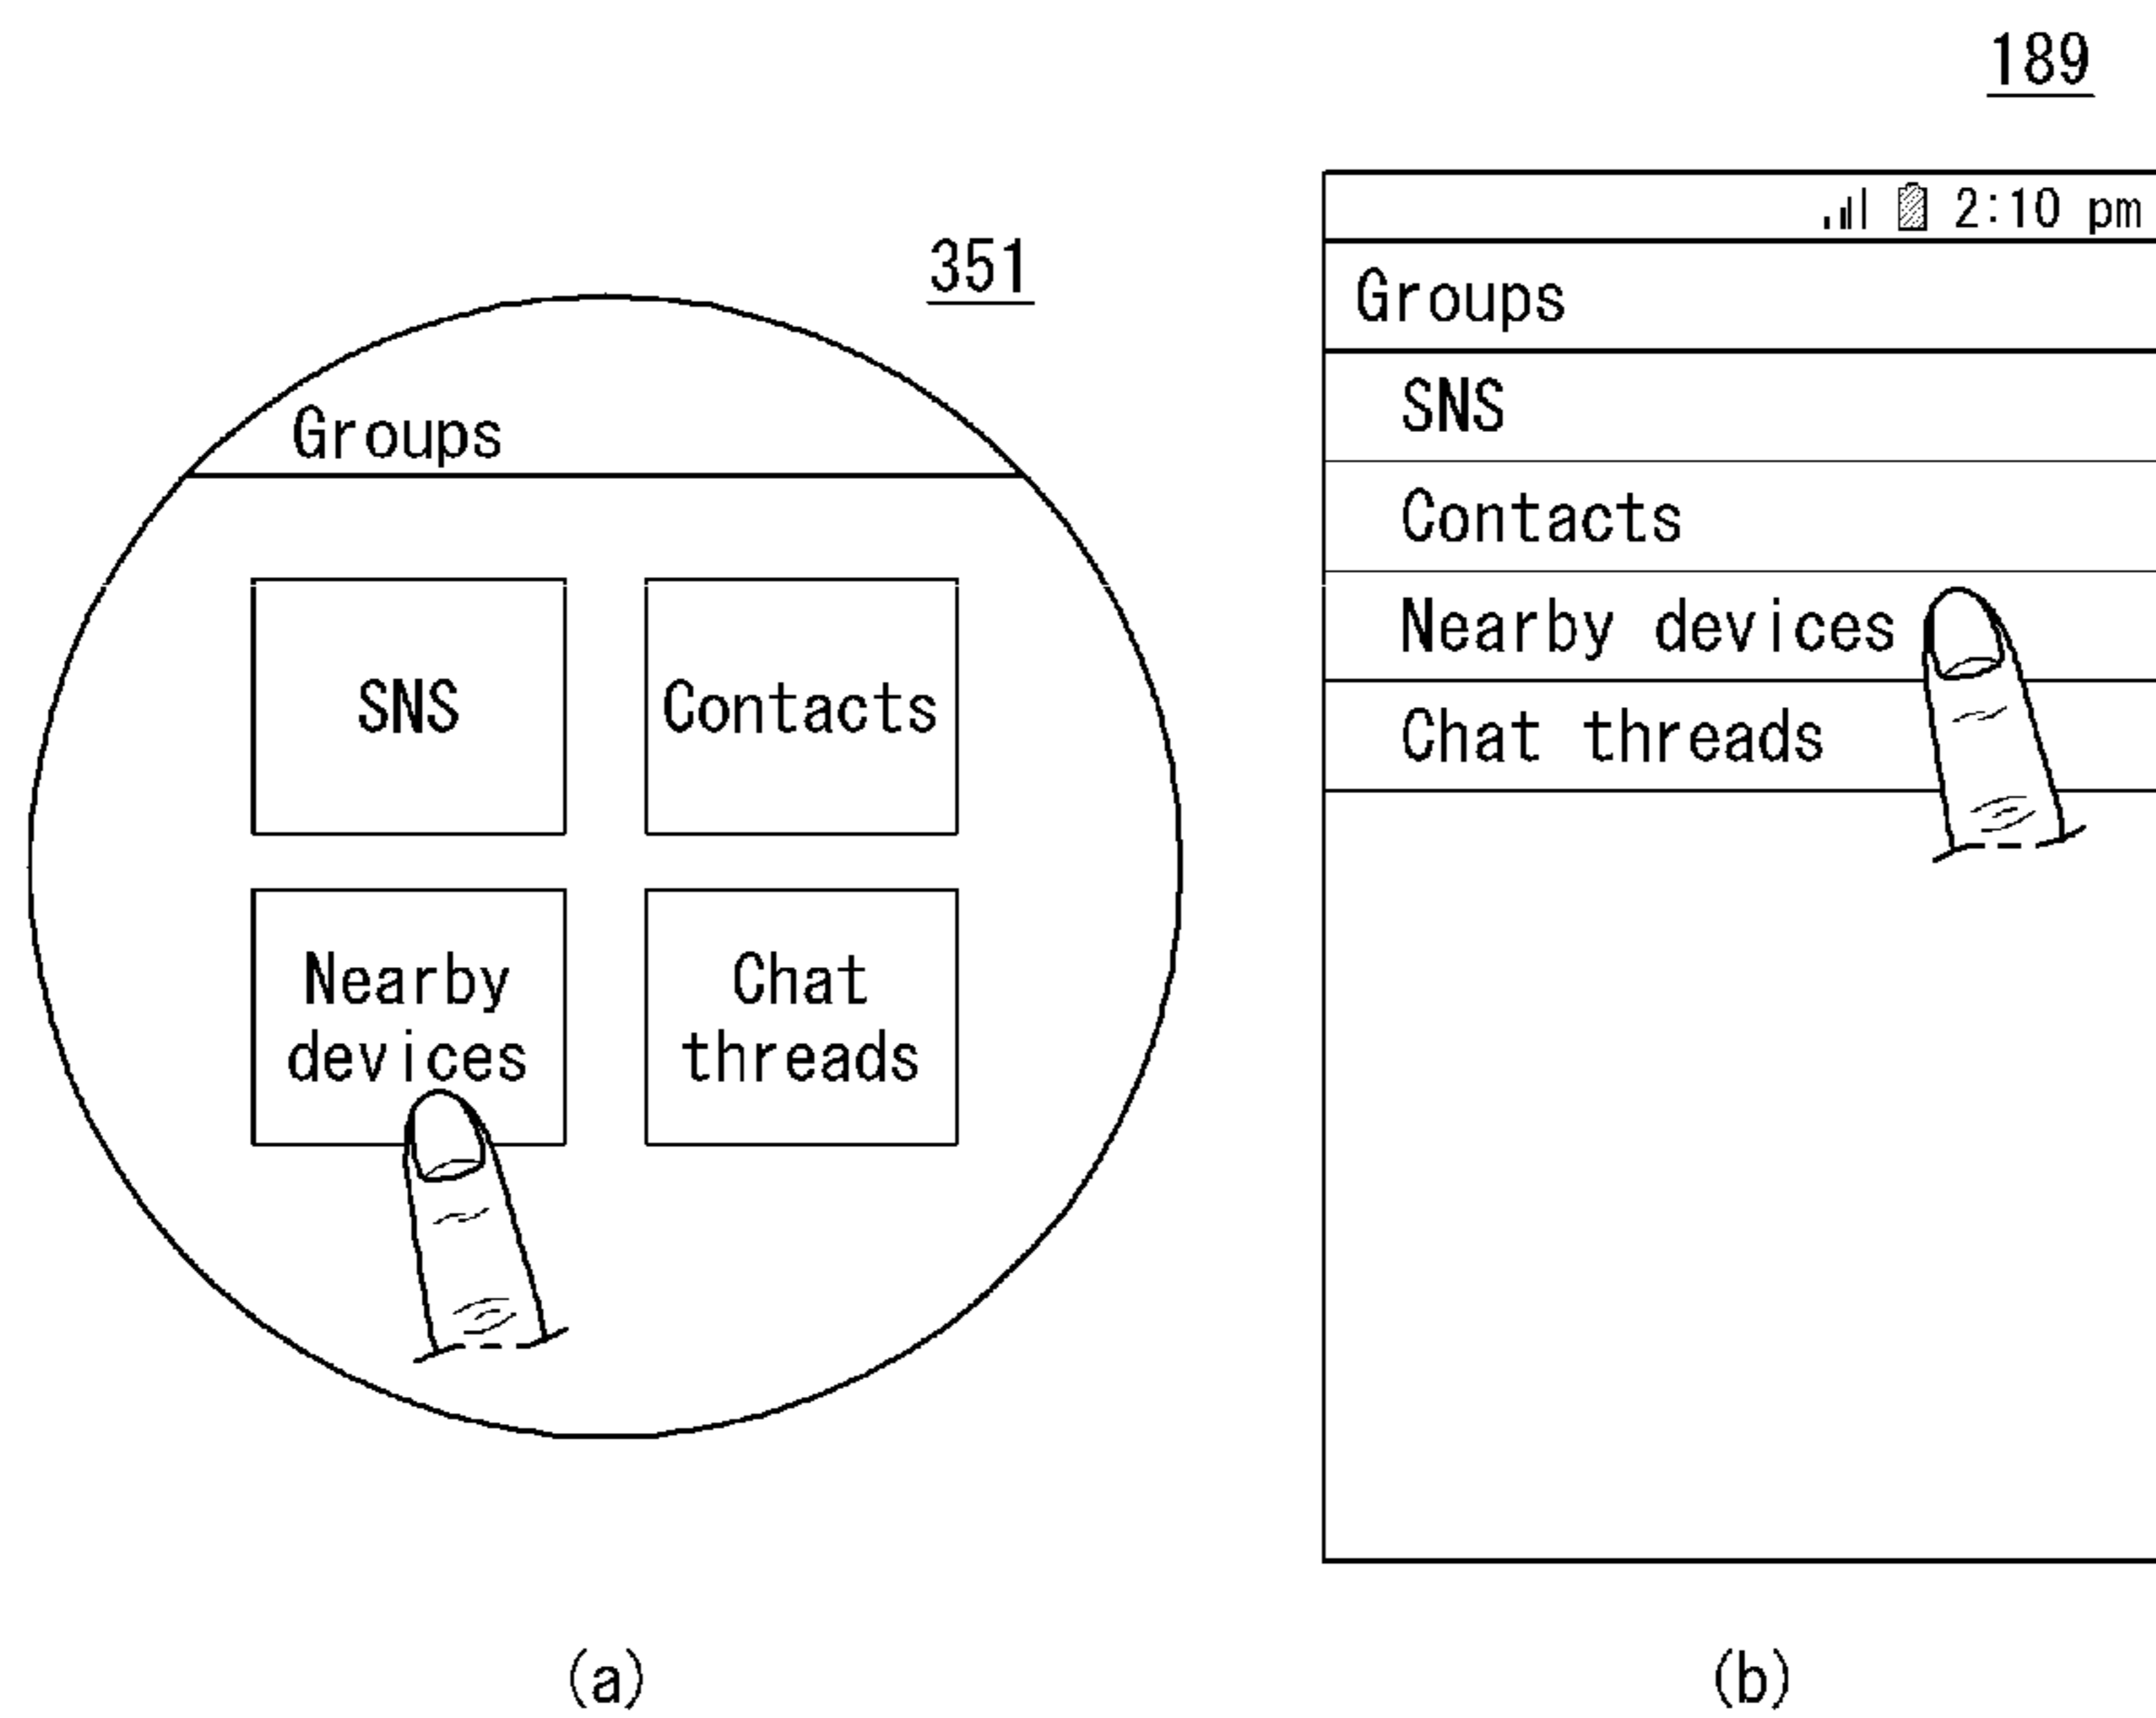 351
Groups
SNS
Contacts
Nearby
devices
Chat
threads
(a)
189
2:10 pm
Groups
SNS
Contacts
Nearby devices
Chat threads
(b)